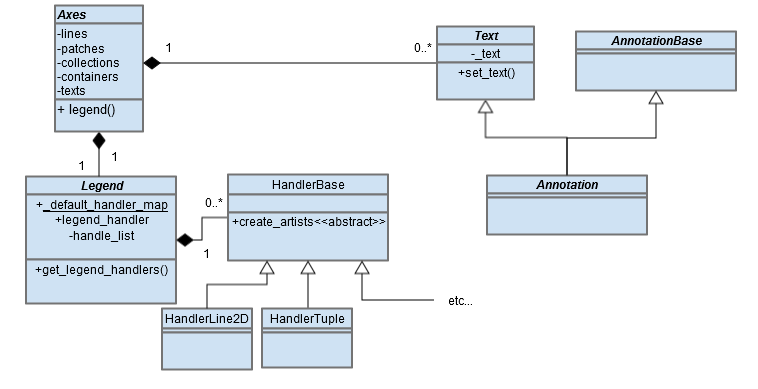 Axes
-lines
-patches
-collections
-containers
-texts
+ legend()
1
0..*
Text
-_text
+set_text()
AnnotationBase
Annotation
1
1
Legend
+_default_handler_map
+legend_handler
-handle_list
+get_legend_handlers()
0..*
1
HandlerBase
+create_artists<<abstract>>
HandlerLine2D
HandlerTuple
etc...